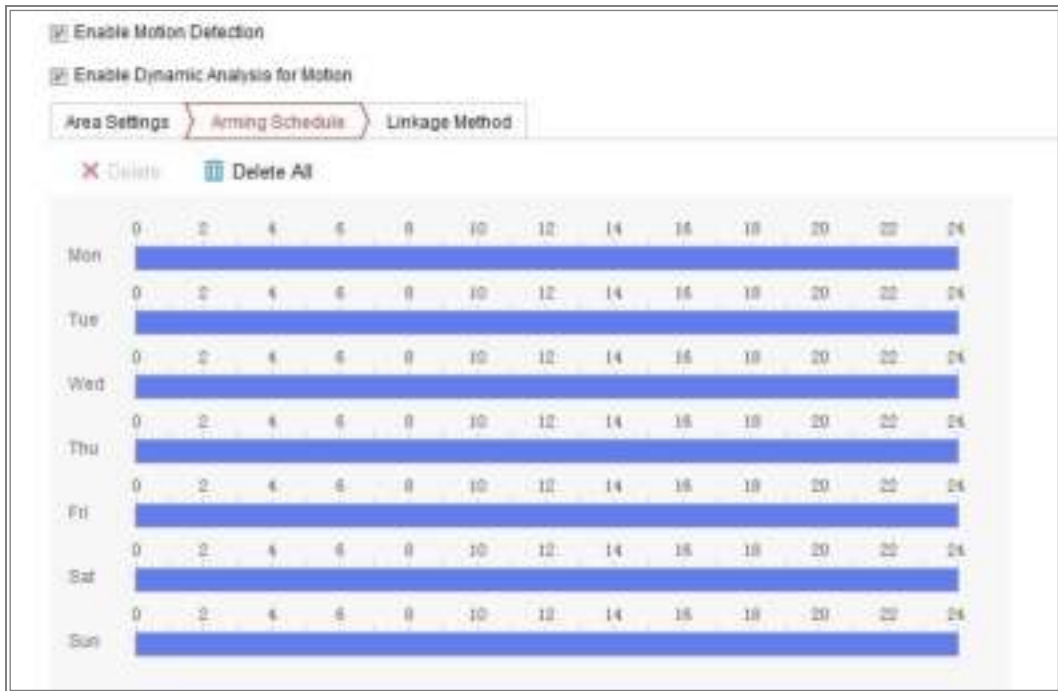 Enable Motion Detection
Enable Dynamic Analysis for Motion
Area Settings Arming Schedule Linkage Method
Delete Delete All
0 2 4 6 8 10 12 14 16 18 20 22 24
Mon
0 2 4 6 8 10 12 14 16 18 20 22 24
Tue
0 2 4 6 8 10 12 14 16 18 20 22 24
Wed
0 2 4 6 8 10 12 14 16 18 20 22 24
Thu
0 2 4 6 8 10 12 14 16 18 20 22 24
Fri
0 2 4 6 8 10 12 14 16 18 20 22 24
Sat
0 2 4 6 8 10 12 14 16 18 20 22 24
Sun